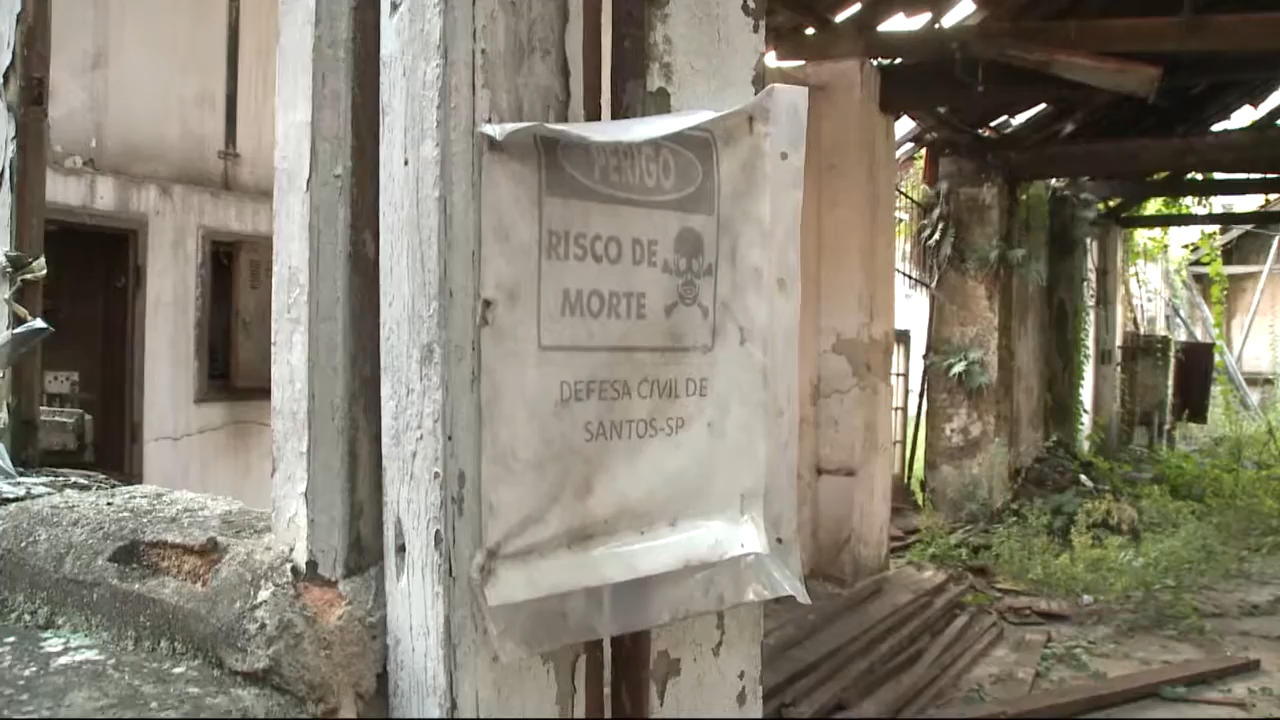 PERIGO
RISCO DE
MORTE
DEFESA CIVIL DE
SANTOS-SP